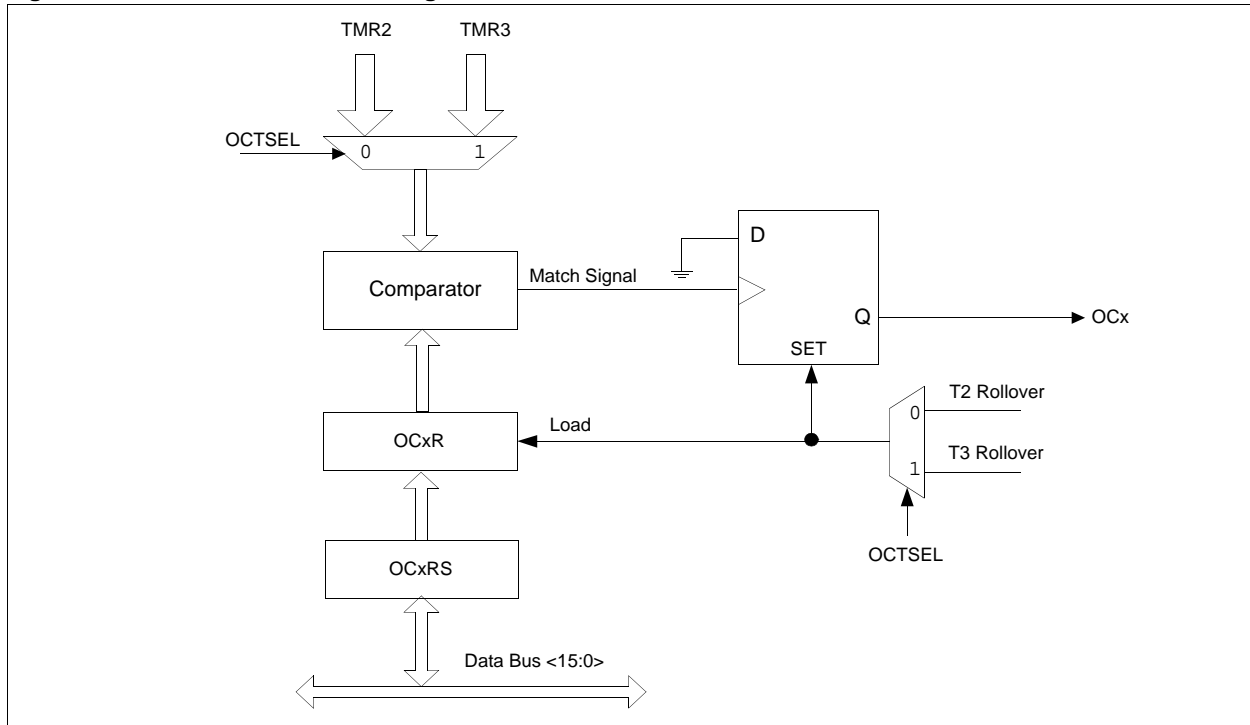 TMR2 TMR3
OCTSEL
0 1
D
Comparator
Match Signal
Q
OCx
SET
T2 Rollover
0
OCxR
Load
T3 Rollover
1
OCTSEL
OCxRS
Data Bus <15:0>